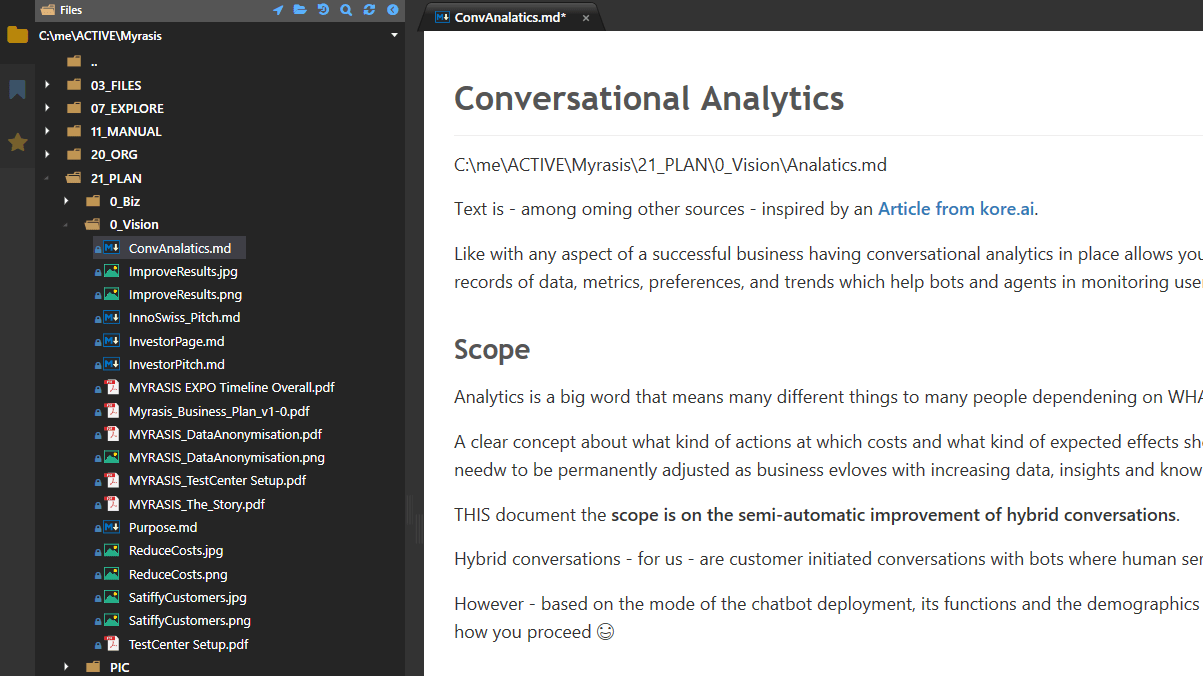 Files
C:\me\ACTIVE\Myrasis
..
03_FILES
07_EXPLORE
11_MANUAL
20_ORG
21_PLAN
0_Biz
0_Vision
ConvAnalatics.md
ImproveResults.jpg
ImproveResults.png
InnoSwiss_Pitch.md
InvestorPage.md
InvestorPitch.md
MYRASIS EXPO Timeline Overall.pdf
Myrasis_Business_Plan_v1-0.pdf
MYRASIS_DataAnonymisation.pdf
MYRASIS_DataAnonymisation.png
MYRASIS_TestCenter Setup.pdf
MYRASIS_The_Story.pdf
Purpose.md
ReduceCosts.jpg
ReduceCosts.png
SatiffyCustomers.jpg
SatiffyCustomers.png
TestCenter Setup.pdf
PIC
ConvAnalatics.md*
Conversational Analytics
C:\me\ACTIVE\Myrasis\21_PLAN\0_Vision\Analatics.md
Text is - among oming other sources - inspired by an Article from kore.ai.
Like with any aspect of a successful business having conversational analytics in place allows you
records of data, metrics, preferences, and trends which help bots and agents in monitoring use
Scope
Analytics is a big word that means many different things to many people dependening on WHA
A clear concept about what kind of actions at which costs and what kind of expected effects sh
needw to be permanently adjusted as business evloves with increasing data, insights and know
THIS document the scope is on the semi-automatic improvement of hybrid conversations.
Hybrid conversations - for us - are customer initiated conversations with bots where human se
However - based on the mode of the chatbot deployment, its functions and the demographics
how you proceed 😃